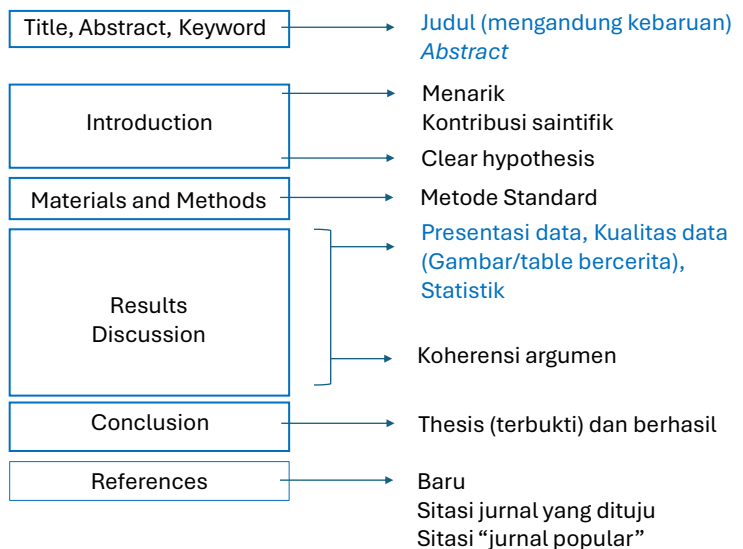 Title, Abstract, Keyword
Judul (mengandung kebaruan)
Abstract
Introduction
Menarik
Kontribusi saintifik
Clear hypothesis
Materials and Methods
Metode Standard
Results
Discussion
Presentasi data, Kualitas data
(Gambar/table bercerita),
Statistik
Koherensi argumen
Conclusion
Thesis (terbukti) dan berhasil
References
Baru
Sitasi jurnal yang dituju
Sitasi “jurnal popular”